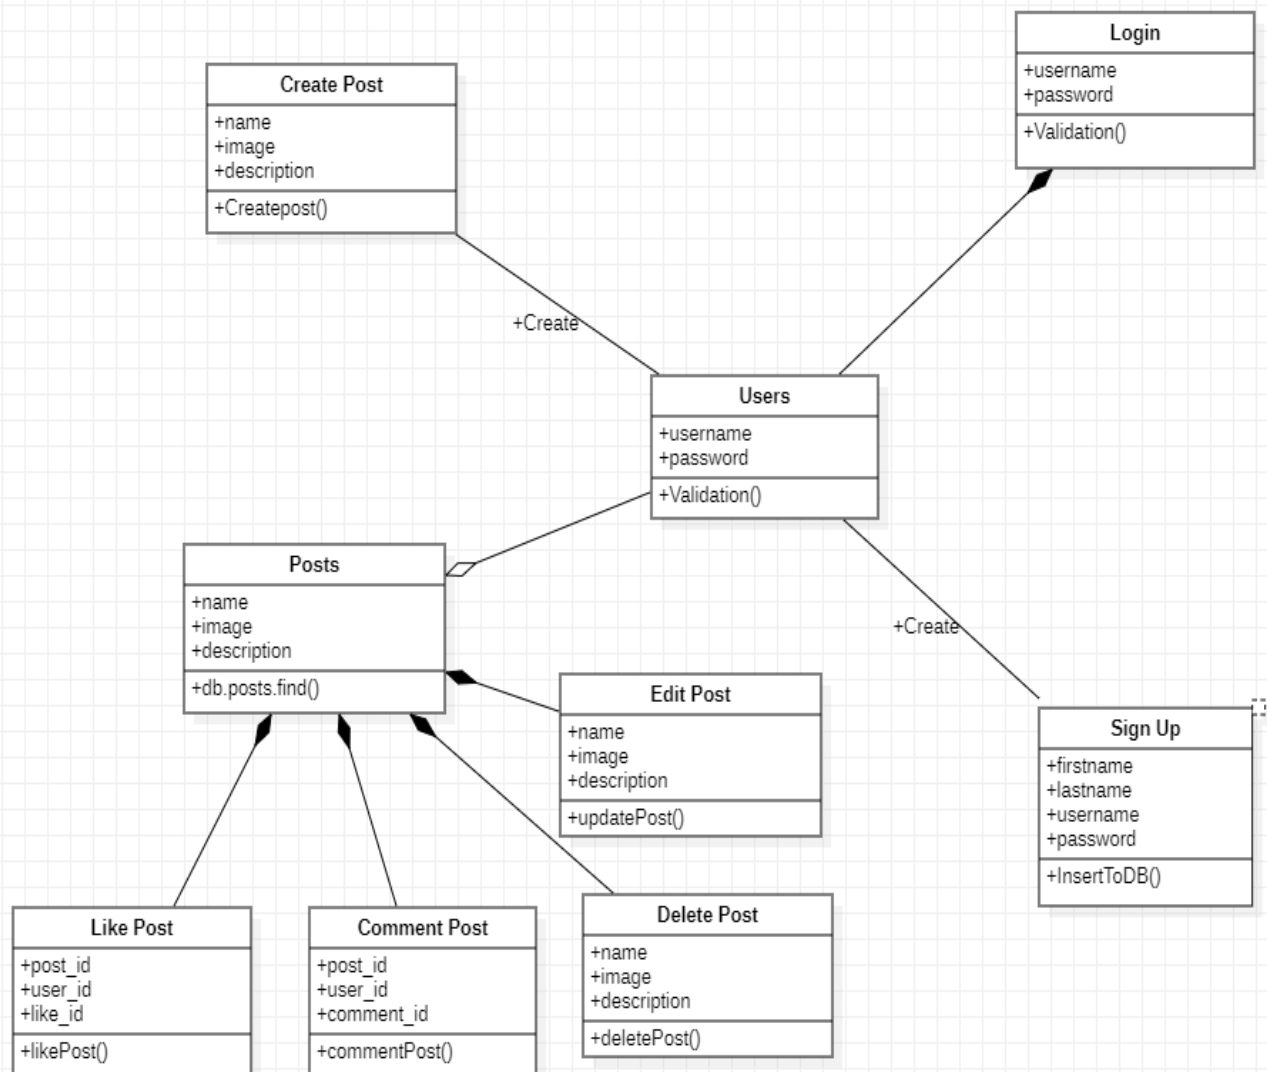 Login
+username
+password
+Validation()
Create Post
+name
+image
+description
+Createpost()
+Create
Users
+username
+password
+Validation()
Posts
+name
+image
+description
+db.posts.find()
+Create
Edit Post
+name
+image
+description
+updatePost()
Sign Up
+firstname
+lastname
+username
+password
+InsertToDB()
Like Post
+post_id
+user_id
+like_id
+likePost()
Comment Post
+post_id
+user_id
+comment_id
+commentPost()
Delete Post
+name
+image
+description
+deletePost()